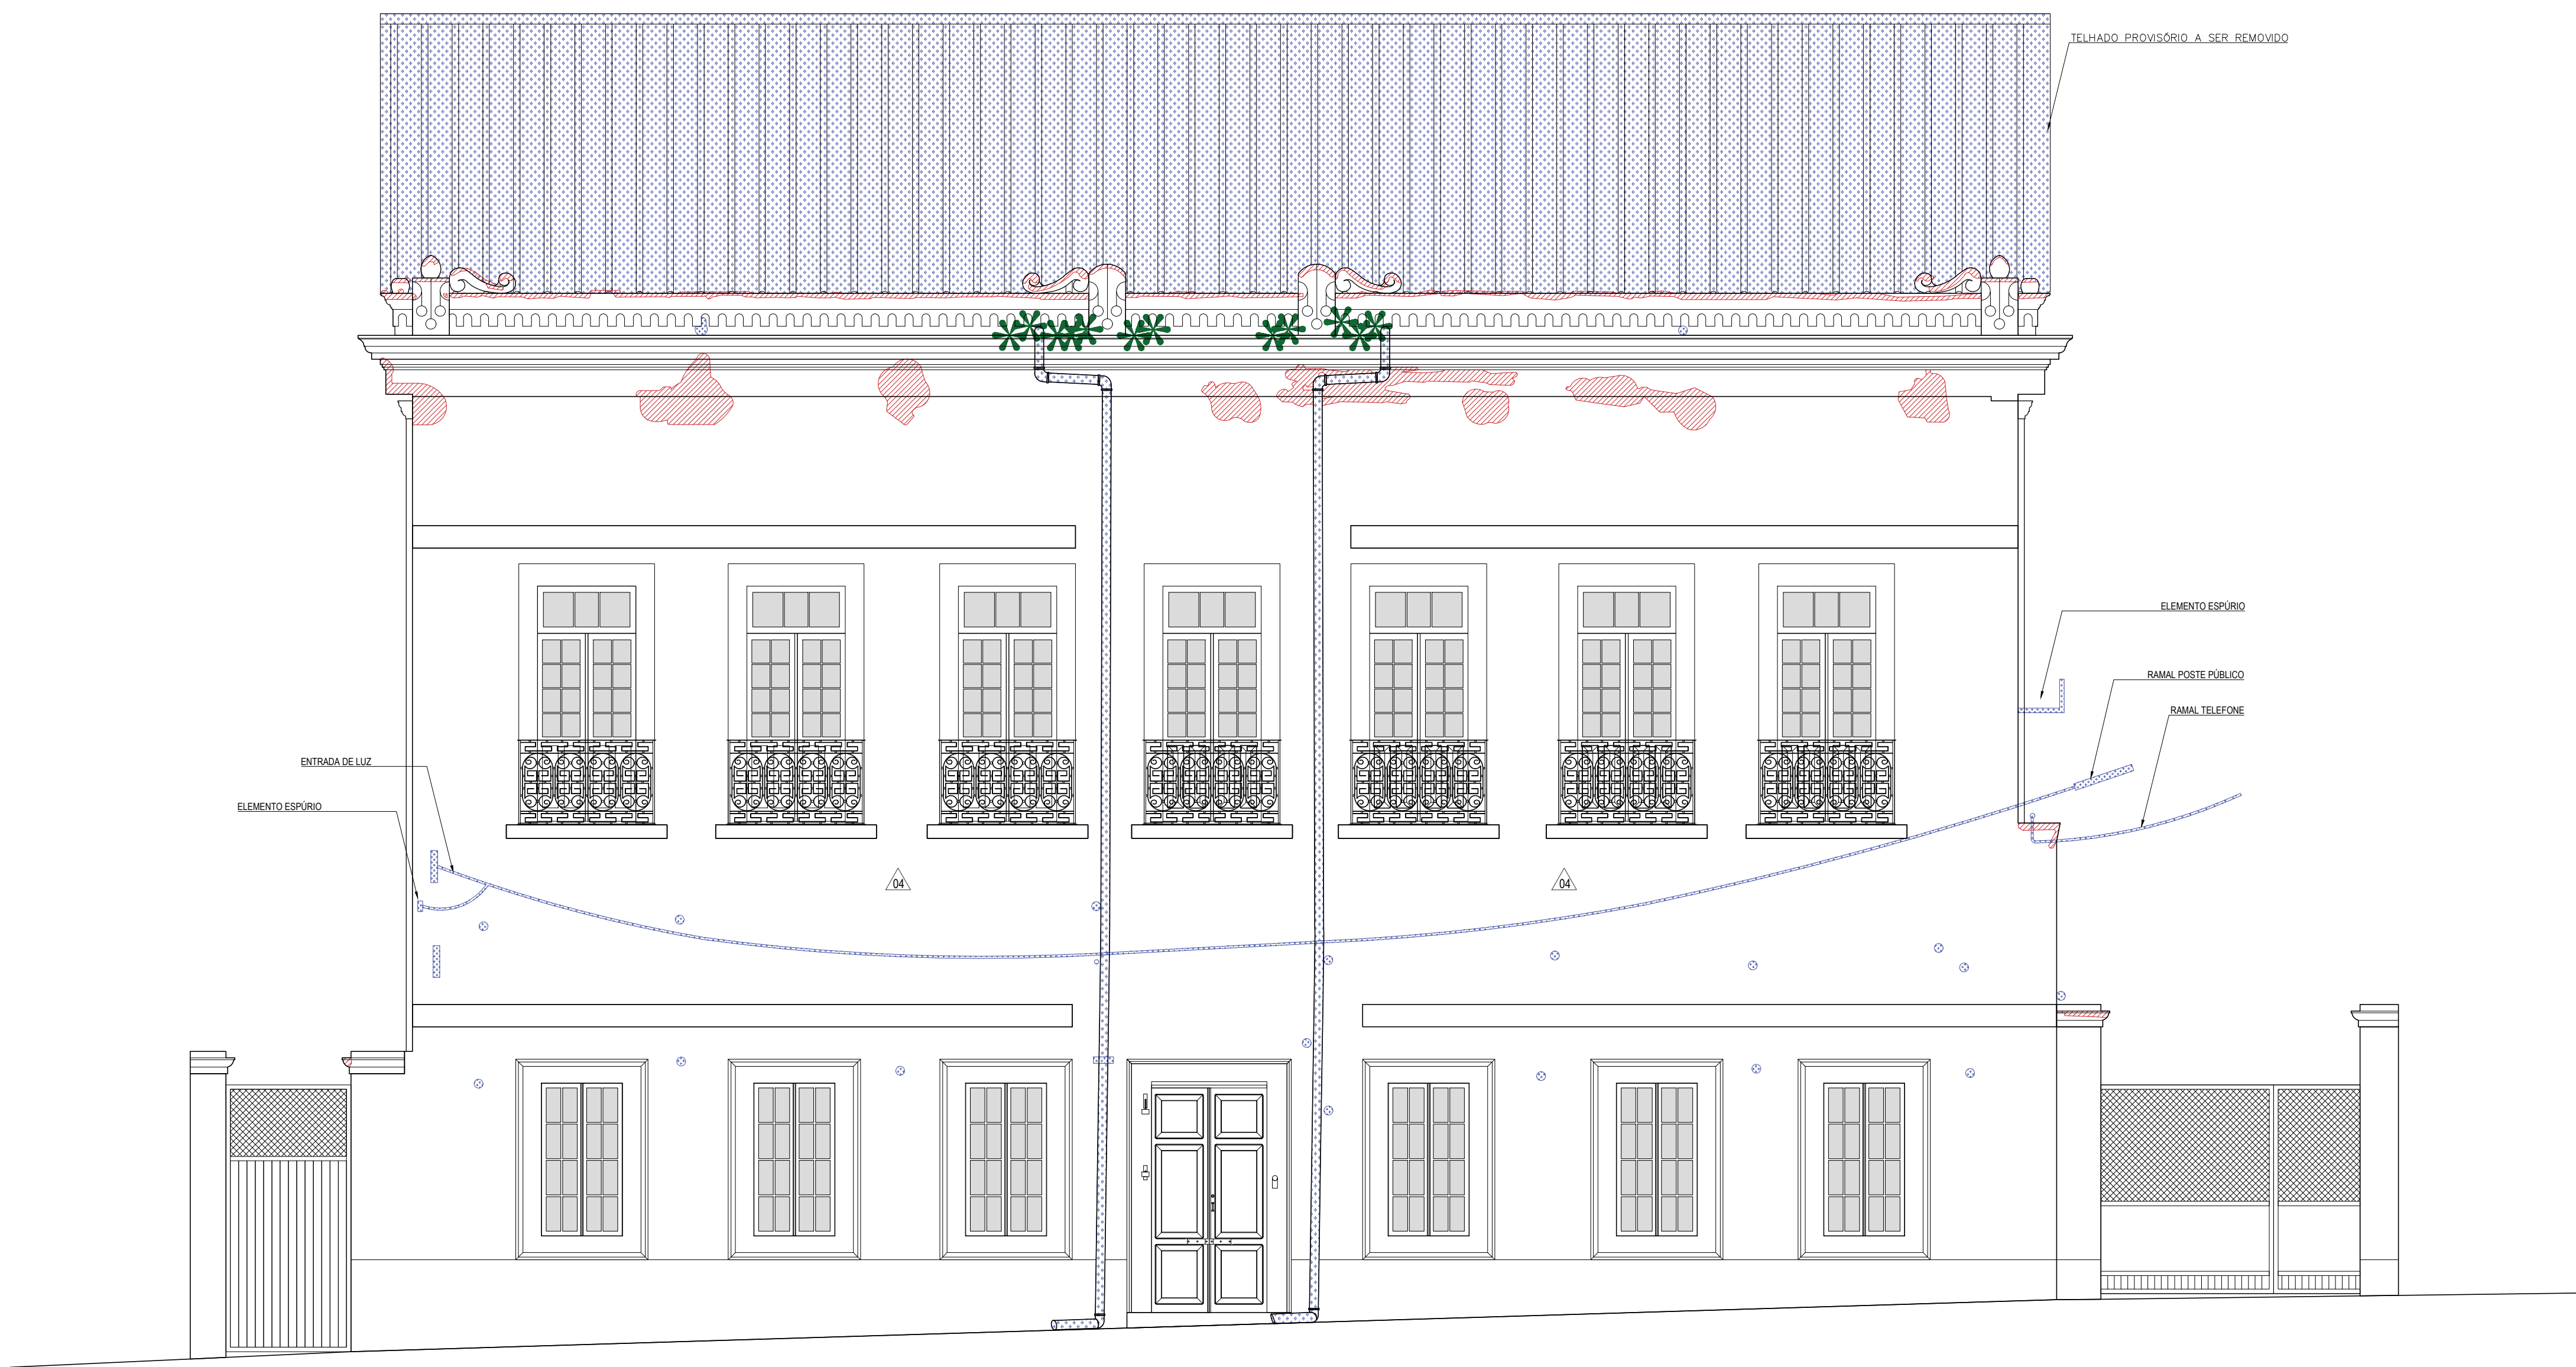 TELHADO PROVISÓRIO A SER REMOVIDO
ELEMENTO ESPÚRIO
RAMAL POSTE PÚBLICO
RAMAL TELEFONE
ENTRADA DE LUZ
ELEMENTO ESPÚRIO
04
04